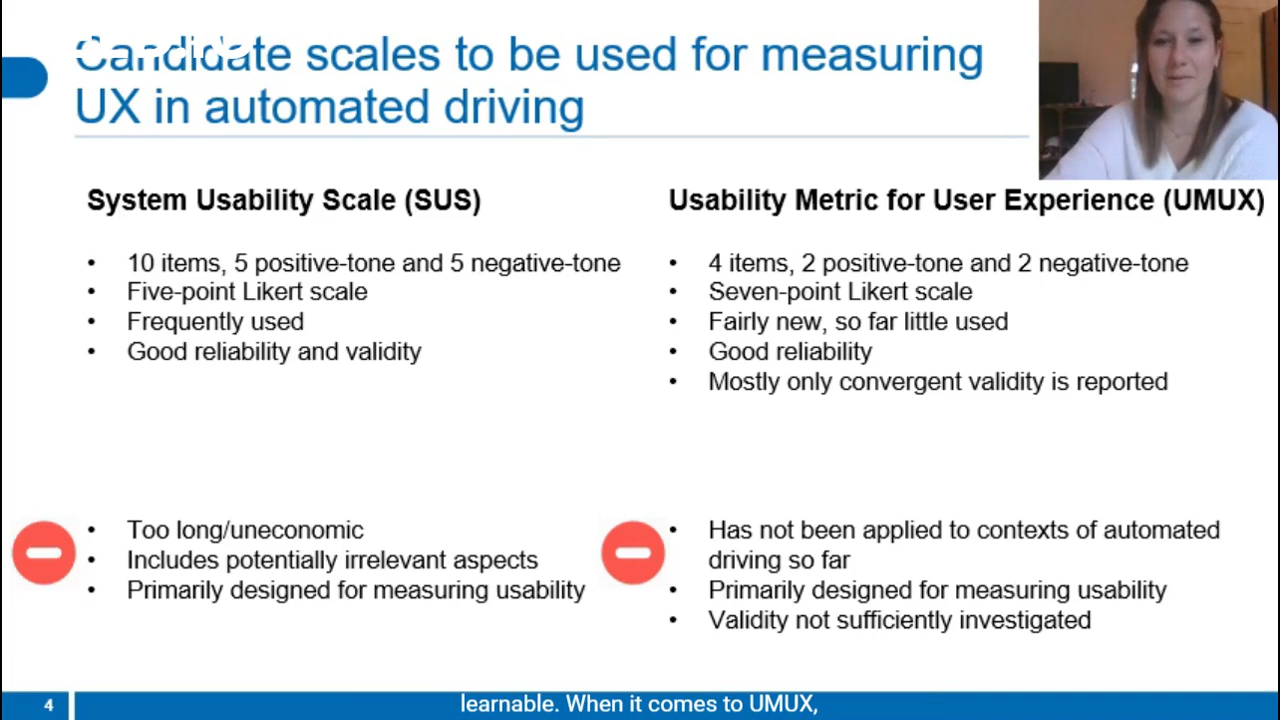 Candidate scales to be used for measuring
UX in automated driving
System Usability Scale (SUS)
• 10 items, 5 positive-tone and 5 negative-tone
• Five-point Likert scale
• Frequently used
• Good reliability and validity
• Too long/uneconomic
• Includes potentially irrelevant aspects
• Primarily designed for measuring usability
Usability Metric for User Experience (UMUX)
• 4 items, 2 positive-tone and 2 negative-tone
• Seven-point Likert scale
• Fairly new, so far little used
• Good reliability
• Mostly only convergent validity is reported
• Has not been applied to contexts of automated
driving so far
• Primarily designed for measuring usability
• Validity not sufficiently investigated
4
learnable. When it comes to UMUX,